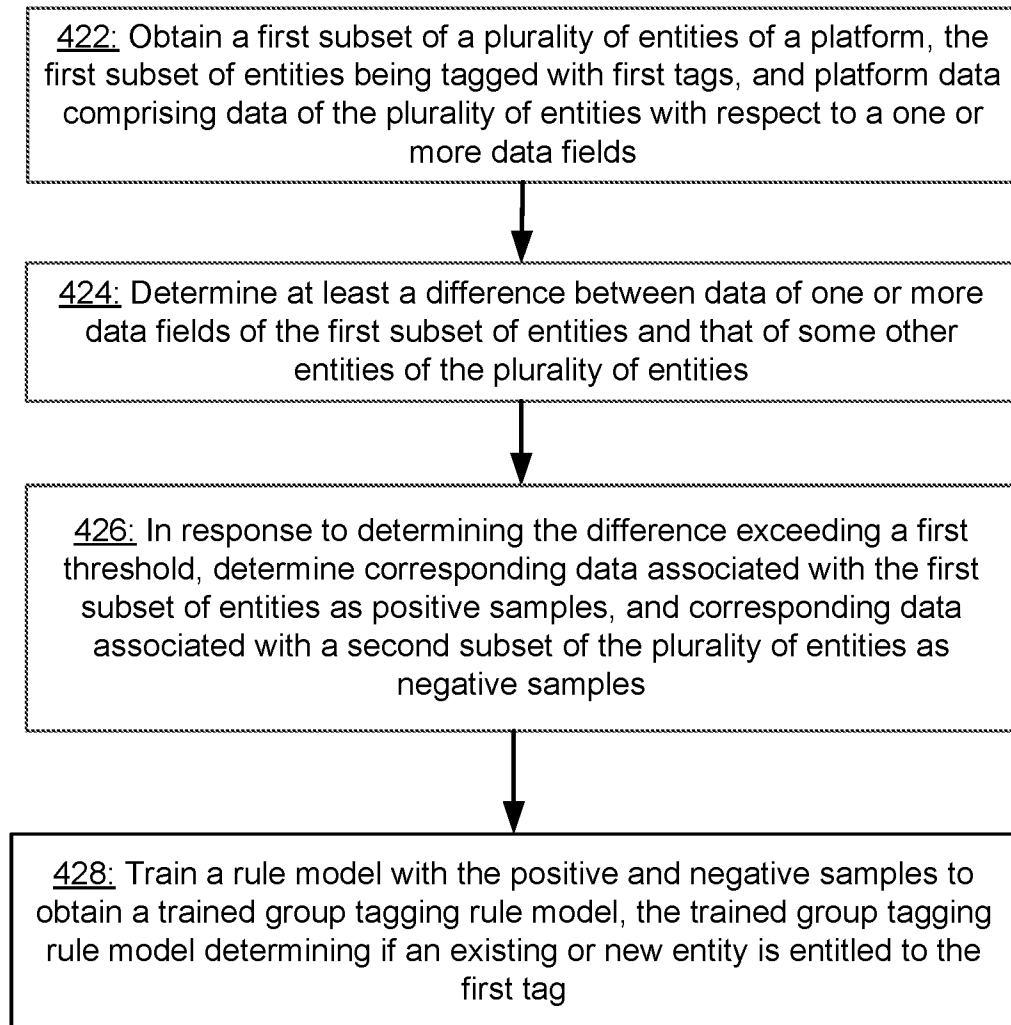 422: Obtain a first subset of a plurality of entities of a platform, the
first subset of entities being tagged with first tags, and platform data
comprising data of the plurality of entities with respect to a one or
more data fields
424: Determine at least a difference between data of one or more
data fields of the first subset of entities and that of some other
entities of the plurality of entities
426: In response to determining the difference exceeding a first
threshold, determine corresponding data associated with the first
subset of entities as positive samples, and corresponding data
associated with a second subset of the plurality of entities as
negative samples
428: Train a rule model with the positive and negative samples to
obtain a trained group tagging rule model, the trained group tagging
rule model determining if an existing or new entity is entitled to the
first tag